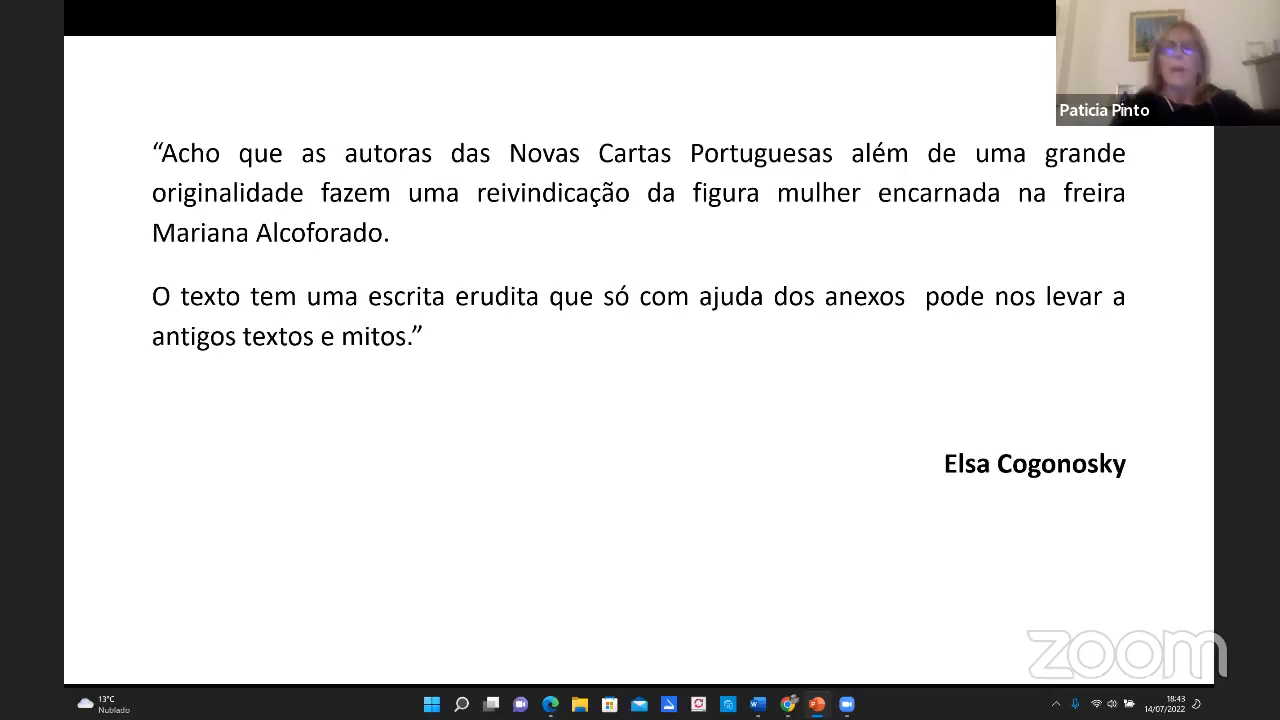 Paticia Pinto
“Acho que as autoras das Novas Cartas Portuguesas além de uma grande
originalidade fazem uma reivindicação da figura mulher encarnada na freira
Mariana Alcoforado.
O texto tem uma escrita erudita que só com ajuda dos anexos pode nos levar a
antigos textos e mitos.”
Elsa Cogonosky
zoom
13°C
Nublado
18:43
14/07/2022